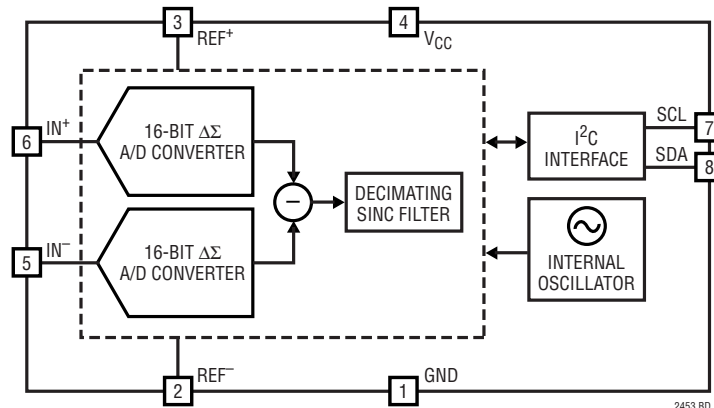 3
REF+
4
VCC
6
IN+
16-BIT ΔΣ
A/D CONVERTER
I2C
INTERFACE
SCL
7
SDA
8
–
DECIMATING
SINC FILTER
5
IN–
16-BIT ΔΣ
A/D CONVERTER
INTERNAL
OSCILLATOR
2
REF–
1
GND
2453 BD